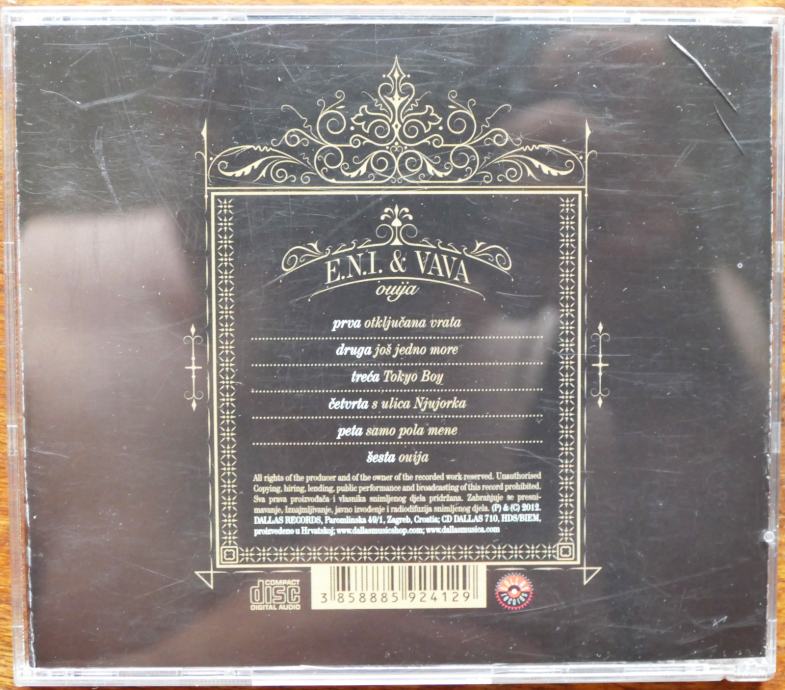 E.N.I. & VAVA
ouija
prva otključana vrata
druga još jedno more
treća Tokyo Boy
četvrta s ulica Njujorka
peta samo pola mene
šesta ouija
All rights of the producer and of the owner of the recorded work reserved. Unauthorised
Copying, hiring, lending, public performance and broadcasting of this record prohibited.
Sva prava proizvođača i vlasnika snimljenog djela pridržana. Zabranjuje se presni-
mavanje, iznajmljivanje, javno izvođenje i radiodifuzija snimljenog djela. (P) & (C) 2012.
DALLAS RECORDS, Paromlinska 49/1, Zagreb, Croatia; CD DALLAS 710, HDS/BIEM,
proizvedeno u Hrvatskoj; www.dallasmusicshop.com; www.dallasmusica.com
COMPACT
disc
DIGITAL AUDIO
3 858885 924129